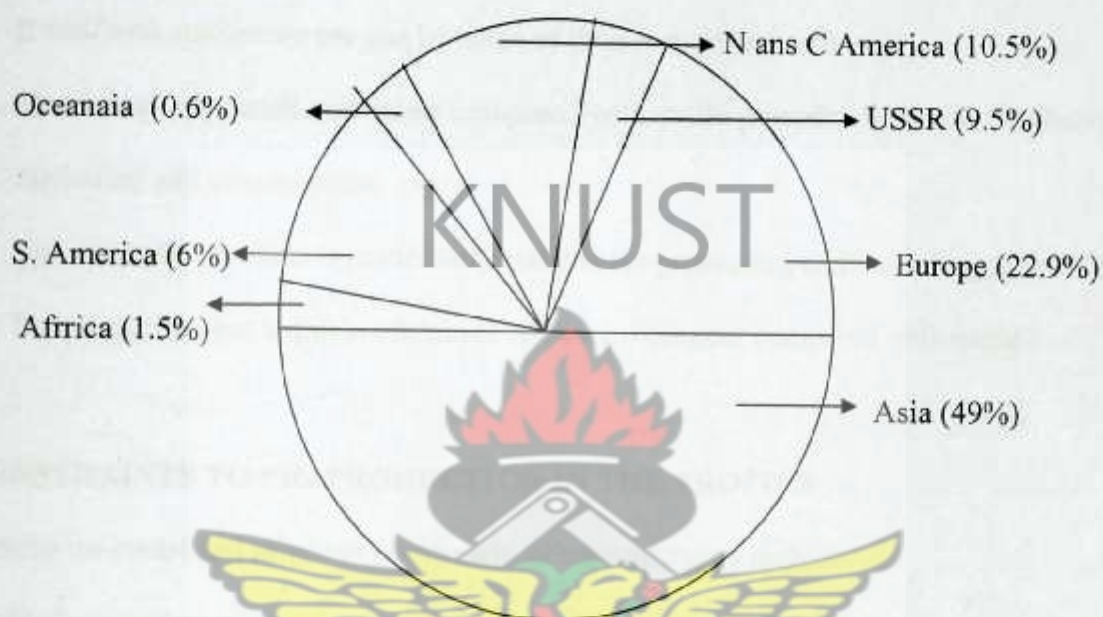 N ans C America (10.5%)
Oceanaia (0.6%)
USSR (9.5%)
KNUST
S. America (6%)
Europe (22.9%)
Afrrica (1.5%)
Asia (49%)